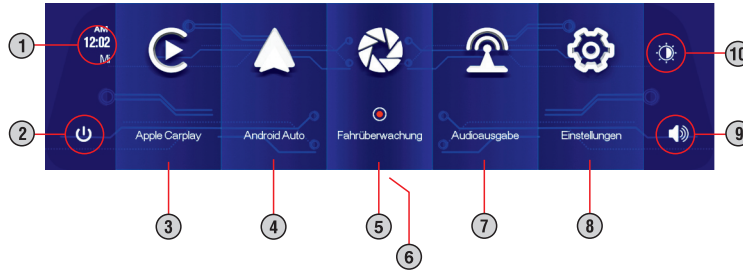 AM
12:02
Mi
1
2
Apple Carplay
Android Auto
Fahrüberwachung
Audioausgabe
Einstellungen
10
9
3
4
5
6
7
8